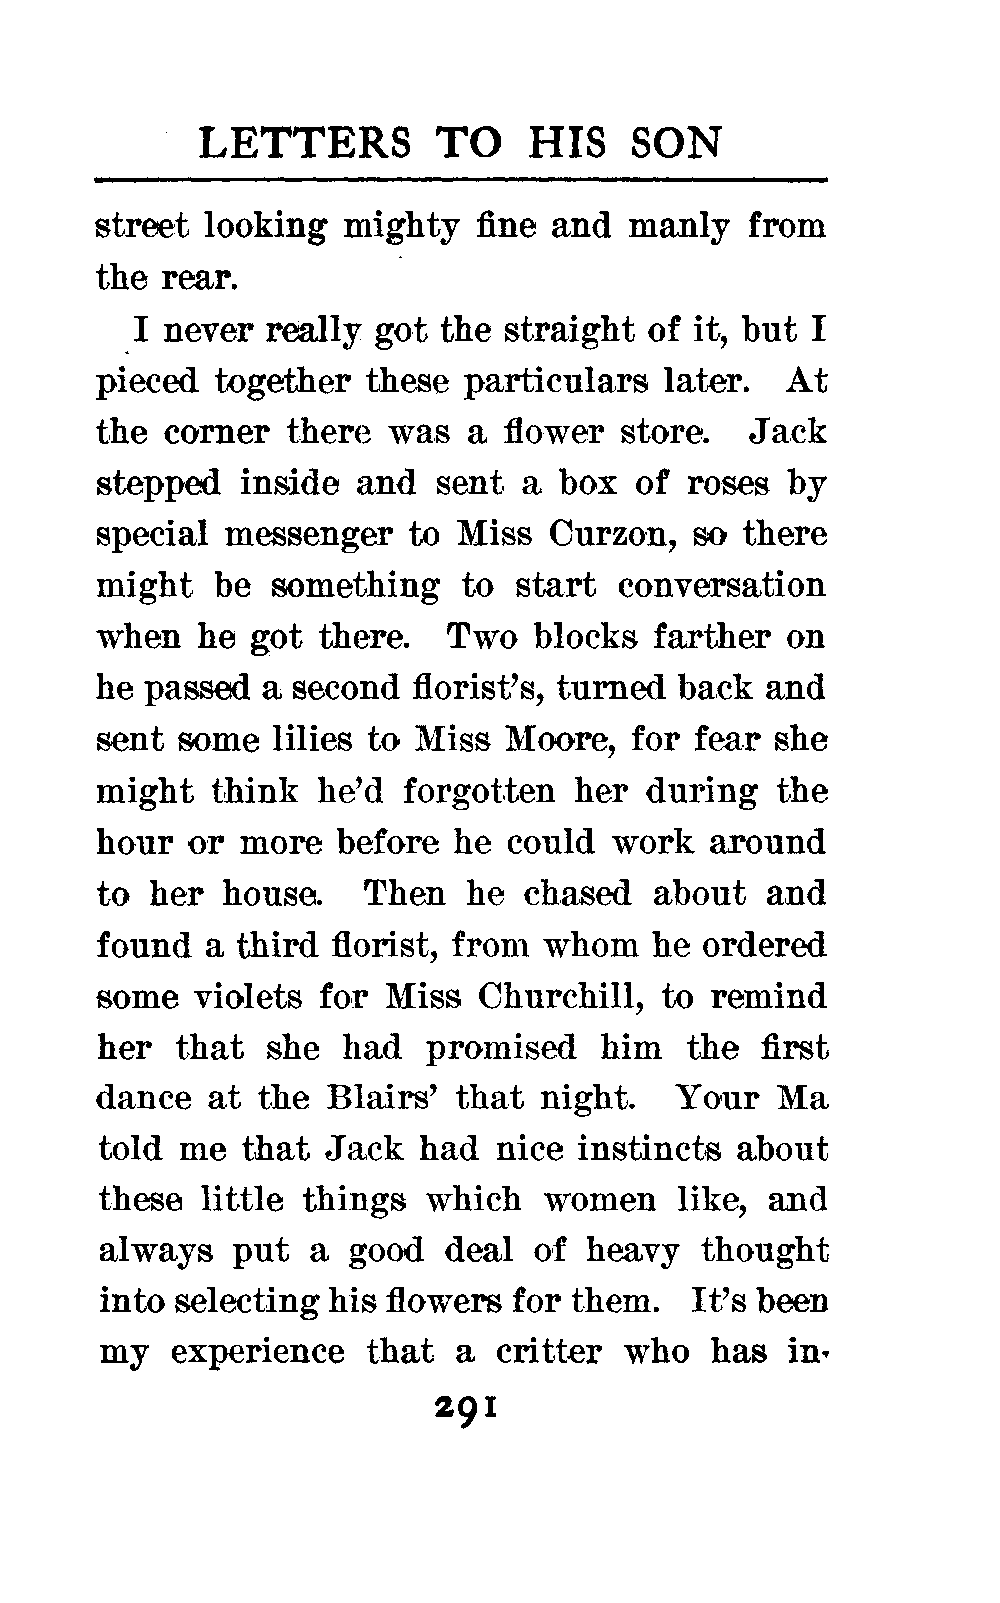 LETTERS TO HIS SON
street looking mighty fine and manly from
the rear.
I never really got the straight of it, but I
pieced together these particulars later. At
the corner there was a flower store. Jack
stepped inside and sent a box of roses by
special messenger to Miss Curzon, so there
might be something to start conversation
when he got there. Two blocks farther on
he passed a second florist's, turned back and
sent some lilies to Miss Moore, for fear she
might think he'd forgotten her during the
hour or more before he could work around
to her house. Then he chased about and
found a third florist, from whom he ordered
some violets for Miss Churchill, to remind
her that she had promised him the first
dance at the Blairs' that night. Your Ma
told me that Jack had nice instincts about
these little things which women like, and
always put a good deal of heavy thought
into selecting his flowers for them. It's been
my experience that a critter who has in-
291